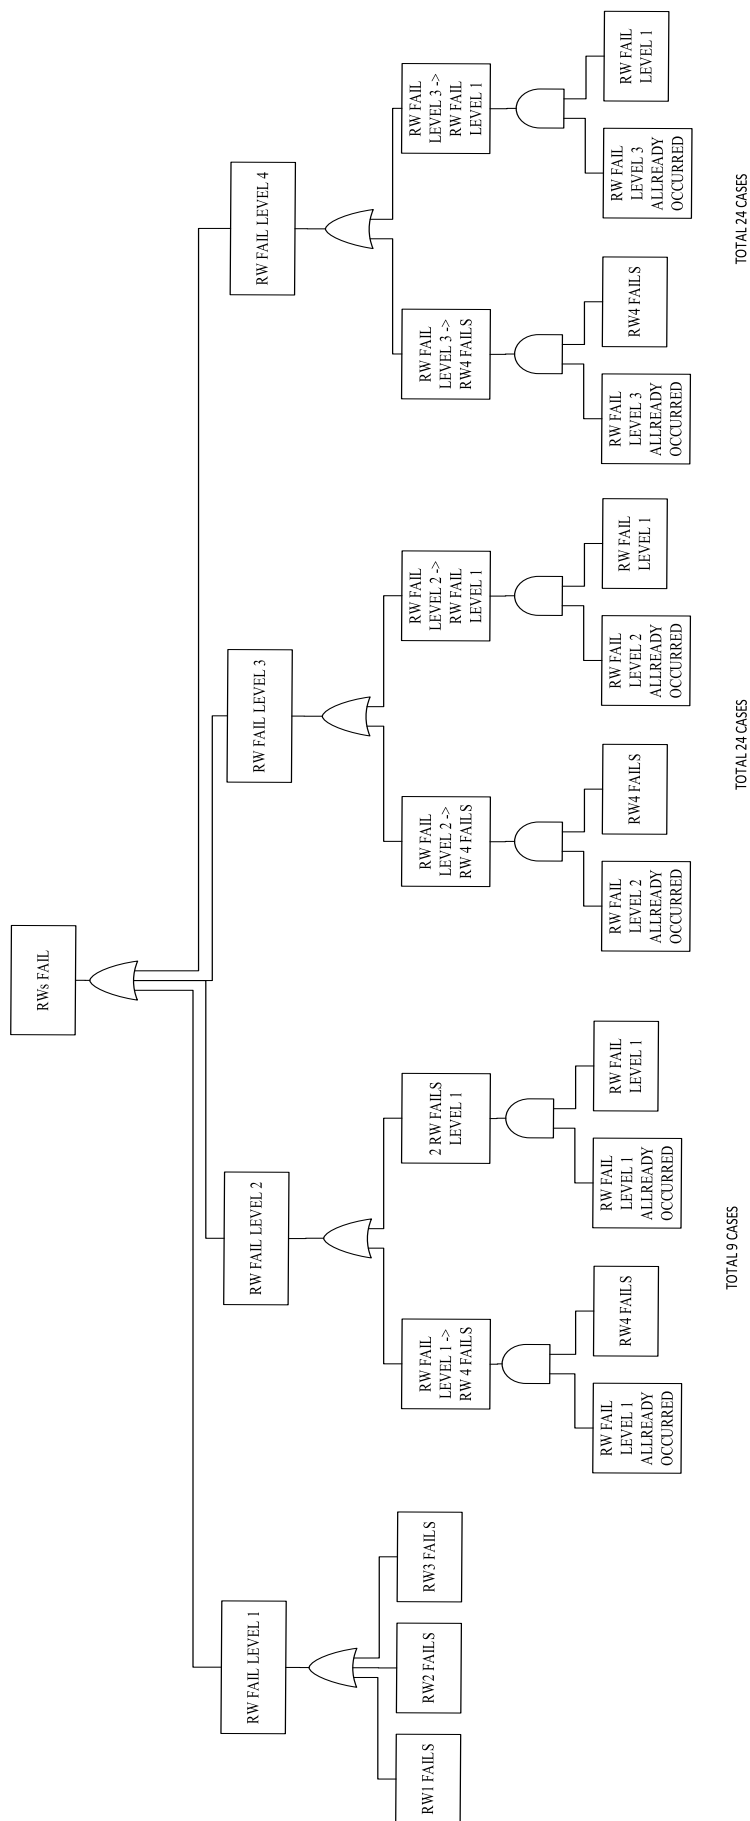 RWs FAIL
RW FAIL LEVEL 1
RW FAIL LEVEL 2
RW FAIL LEVEL 3
RW FAIL LEVEL 4
RW1 FAILS
RW2 FAILS
RW3 FAILS
RW FAIL
LEVEL 1 ->
RW 4 FAILS
2 RW FAILS
LEVEL 1
RW FAIL
LEVEL 2 ->
RW 4 FAILS
RW FAIL
LEVEL 2 ->
RW FAIL
LEVEL 1
RW FAIL
LEVEL 3 ->
RW4 FAILS
RW FAIL
LEVEL 3 ->
RW FAIL
LEVEL 1
RW FAIL
LEVEL 1
ALLREADY
OCCURRED
RW4 FAILS
RW FAIL
LEVEL 1
ALLREADY
OCCURRED
RW FAIL
LEVEL 1
RW FAIL
LEVEL 2
ALLREADY
OCCURRED
RW4 FAILS
RW FAIL
LEVEL 2
ALLREADY
OCCURRED
RW FAIL
LEVEL 1
RW FAIL
LEVEL 3
ALLREADY
OCCURRED
RW4 FAILS
RW FAIL
LEVEL 3
ALLREADY
OCCURRED
RW FAIL
LEVEL 1
TOTAL 9 CASES
TOTAL 24 CASES
TOTAL 24 CASES